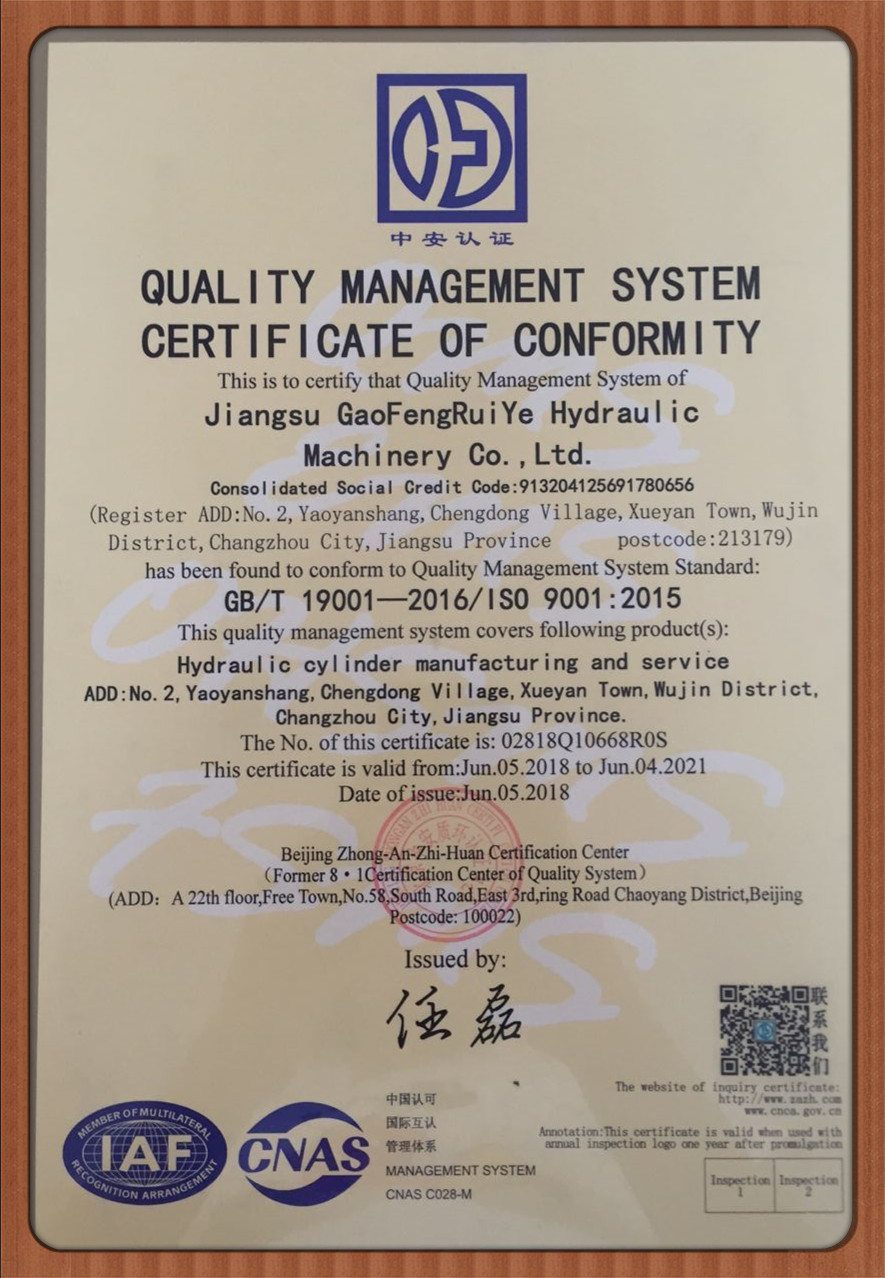 中安认证
QUALITY MANAGEMENT SYSTEM
CERTIFICATE OF CONFORMITY
This is to certify that Quality Management System of
Jiangsu GaoFengRuiYe Hydraulic
Machinery Co.,Ltd.
Consolidated Social Credit Code:913204125691780656
(Register ADD:No.2,Yaoyanshang,Chengdong Village,Xueyan Town,Wujin
District,Changzhou City,Jiangsu Province postcode:213179)
has been found to conform to Quality Management System Standard:
GB/T 19001—2016/ISO 9001:2015
This quality management system covers following product(s):
Hydraulic cylinder manufacturing and service
ADD:No.2,Yaoyanshang,Chengdong Village,Xueyan Town,Wujin District,
Changzhou City,Jiangsu Province.
The No. of this certificate is: 02818Q10668R0S
This certificate is valid from:Jun.05.2018 to Jun.04.2021
Date of issue:Jun.05.2018
Beijing Zhong-An-Zhi-Huan Certification Center
(Former 8·1Certification Center of Quality System)
(ADD: A 22th floor,Free Town,No.58,South Road,East 3rd,ring Road Chaoyang District,Beijing
Postcode: 100022)
Issued by:
任磊
联系我们
The website of inquiry certificate:
http://www.zazh.com
www.cnca.gov.cn
Annotation:This certificate is valid when used with
annual inspection logo one year after promulgation
Inspection 1
Inspection 2
MEMBER OF MULTILATERAL
IAF
RECOGNITION ARRANGEMENT
CNAS
中国认可
国际互认
管理体系
MANAGEMENT SYSTEM
CNAS C028-M